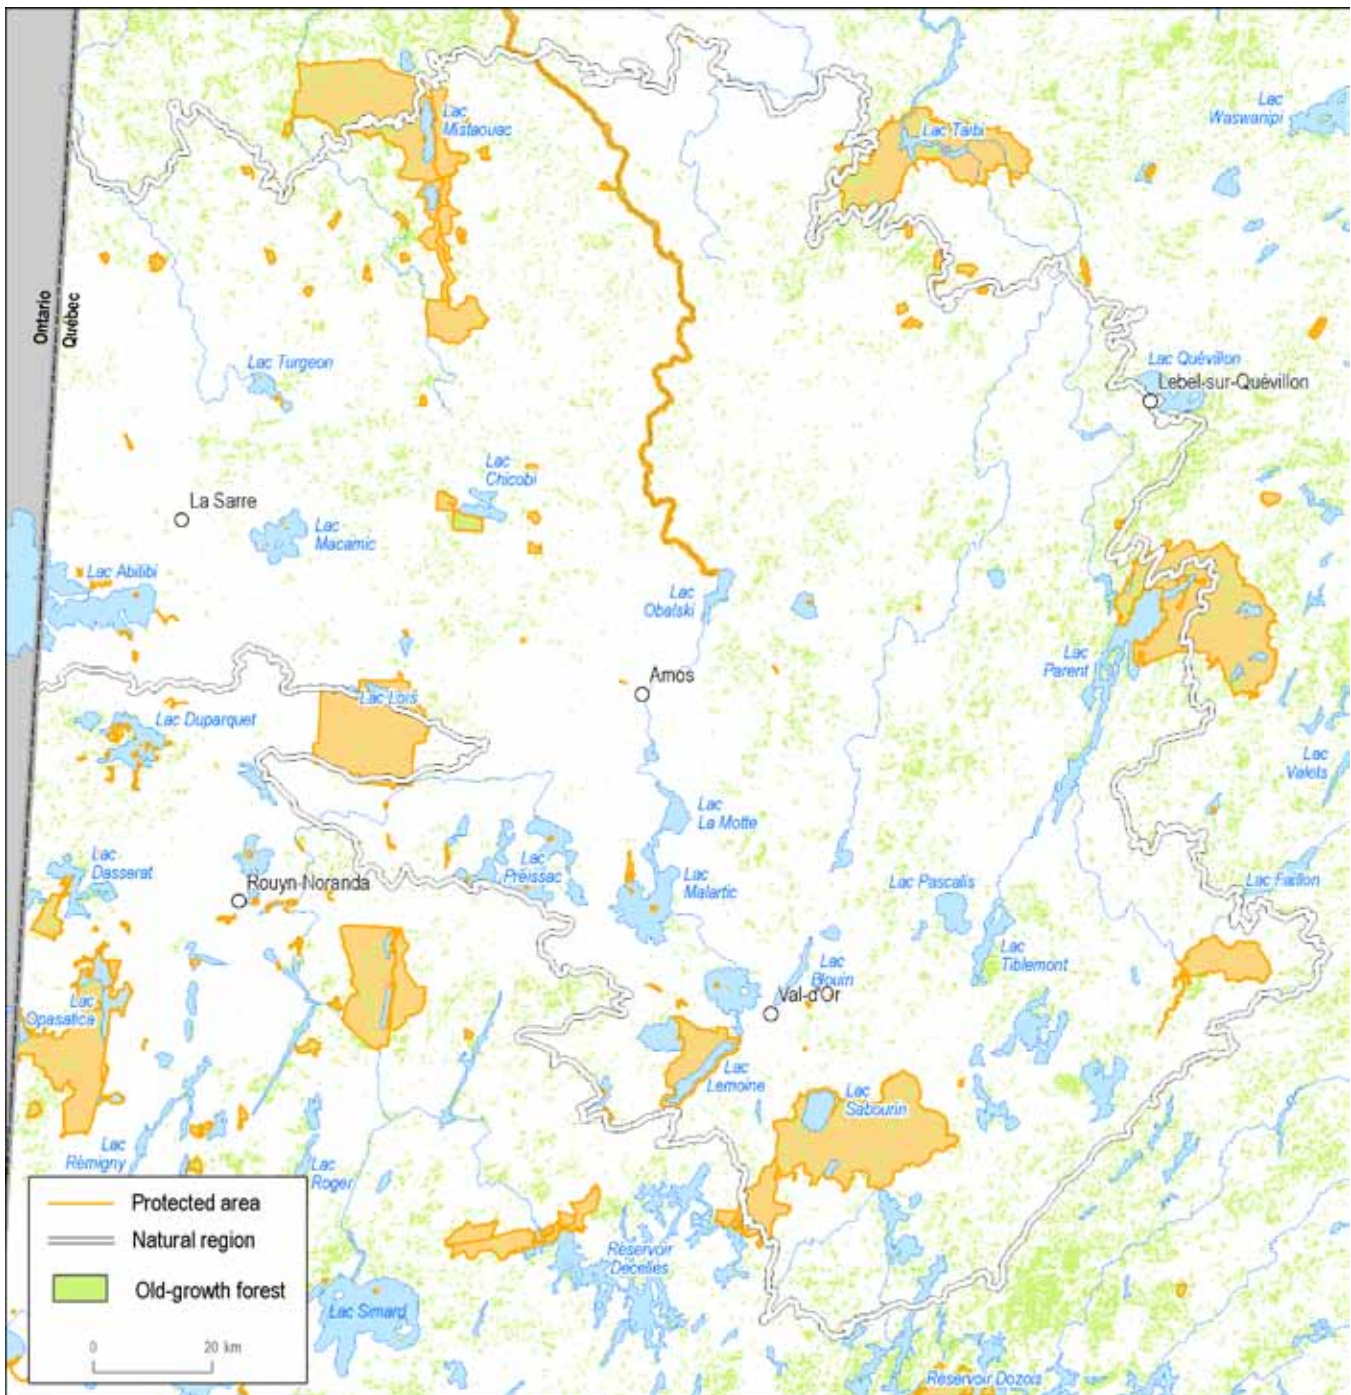 Lac
Mistaouac
Lac Taibi
Lac
Waswanipi
Ontario
Québec
Lac Turgeon
Lac Quévillon
Lebel-sur-Quévillon
Lac
Chicobi
La Sarre
Lac
Macamic
Lac Abitibi
Lac
Obalski
Amos
Lac
Parent
Lac Lois
Lac Duparquet
Lac
Valets
Lac
La Motte
Lac
Dasserat
Lac
Preissac
Rouyn-Noranda
Lac
Malartic
Lac Pascalis
Lac Faillon
Lac
Tiblemont
Lac
Blouin
Val-d'Or
Lac
Opasatica
Lac
Lemoine
Lac
Sabourin
Lac
Rémigny
Lac
Roger
Protected area
Natural region
Old-growth forest
0 20 km
Réservoir
Decelles
Lac Simard
Réservoir Dozois